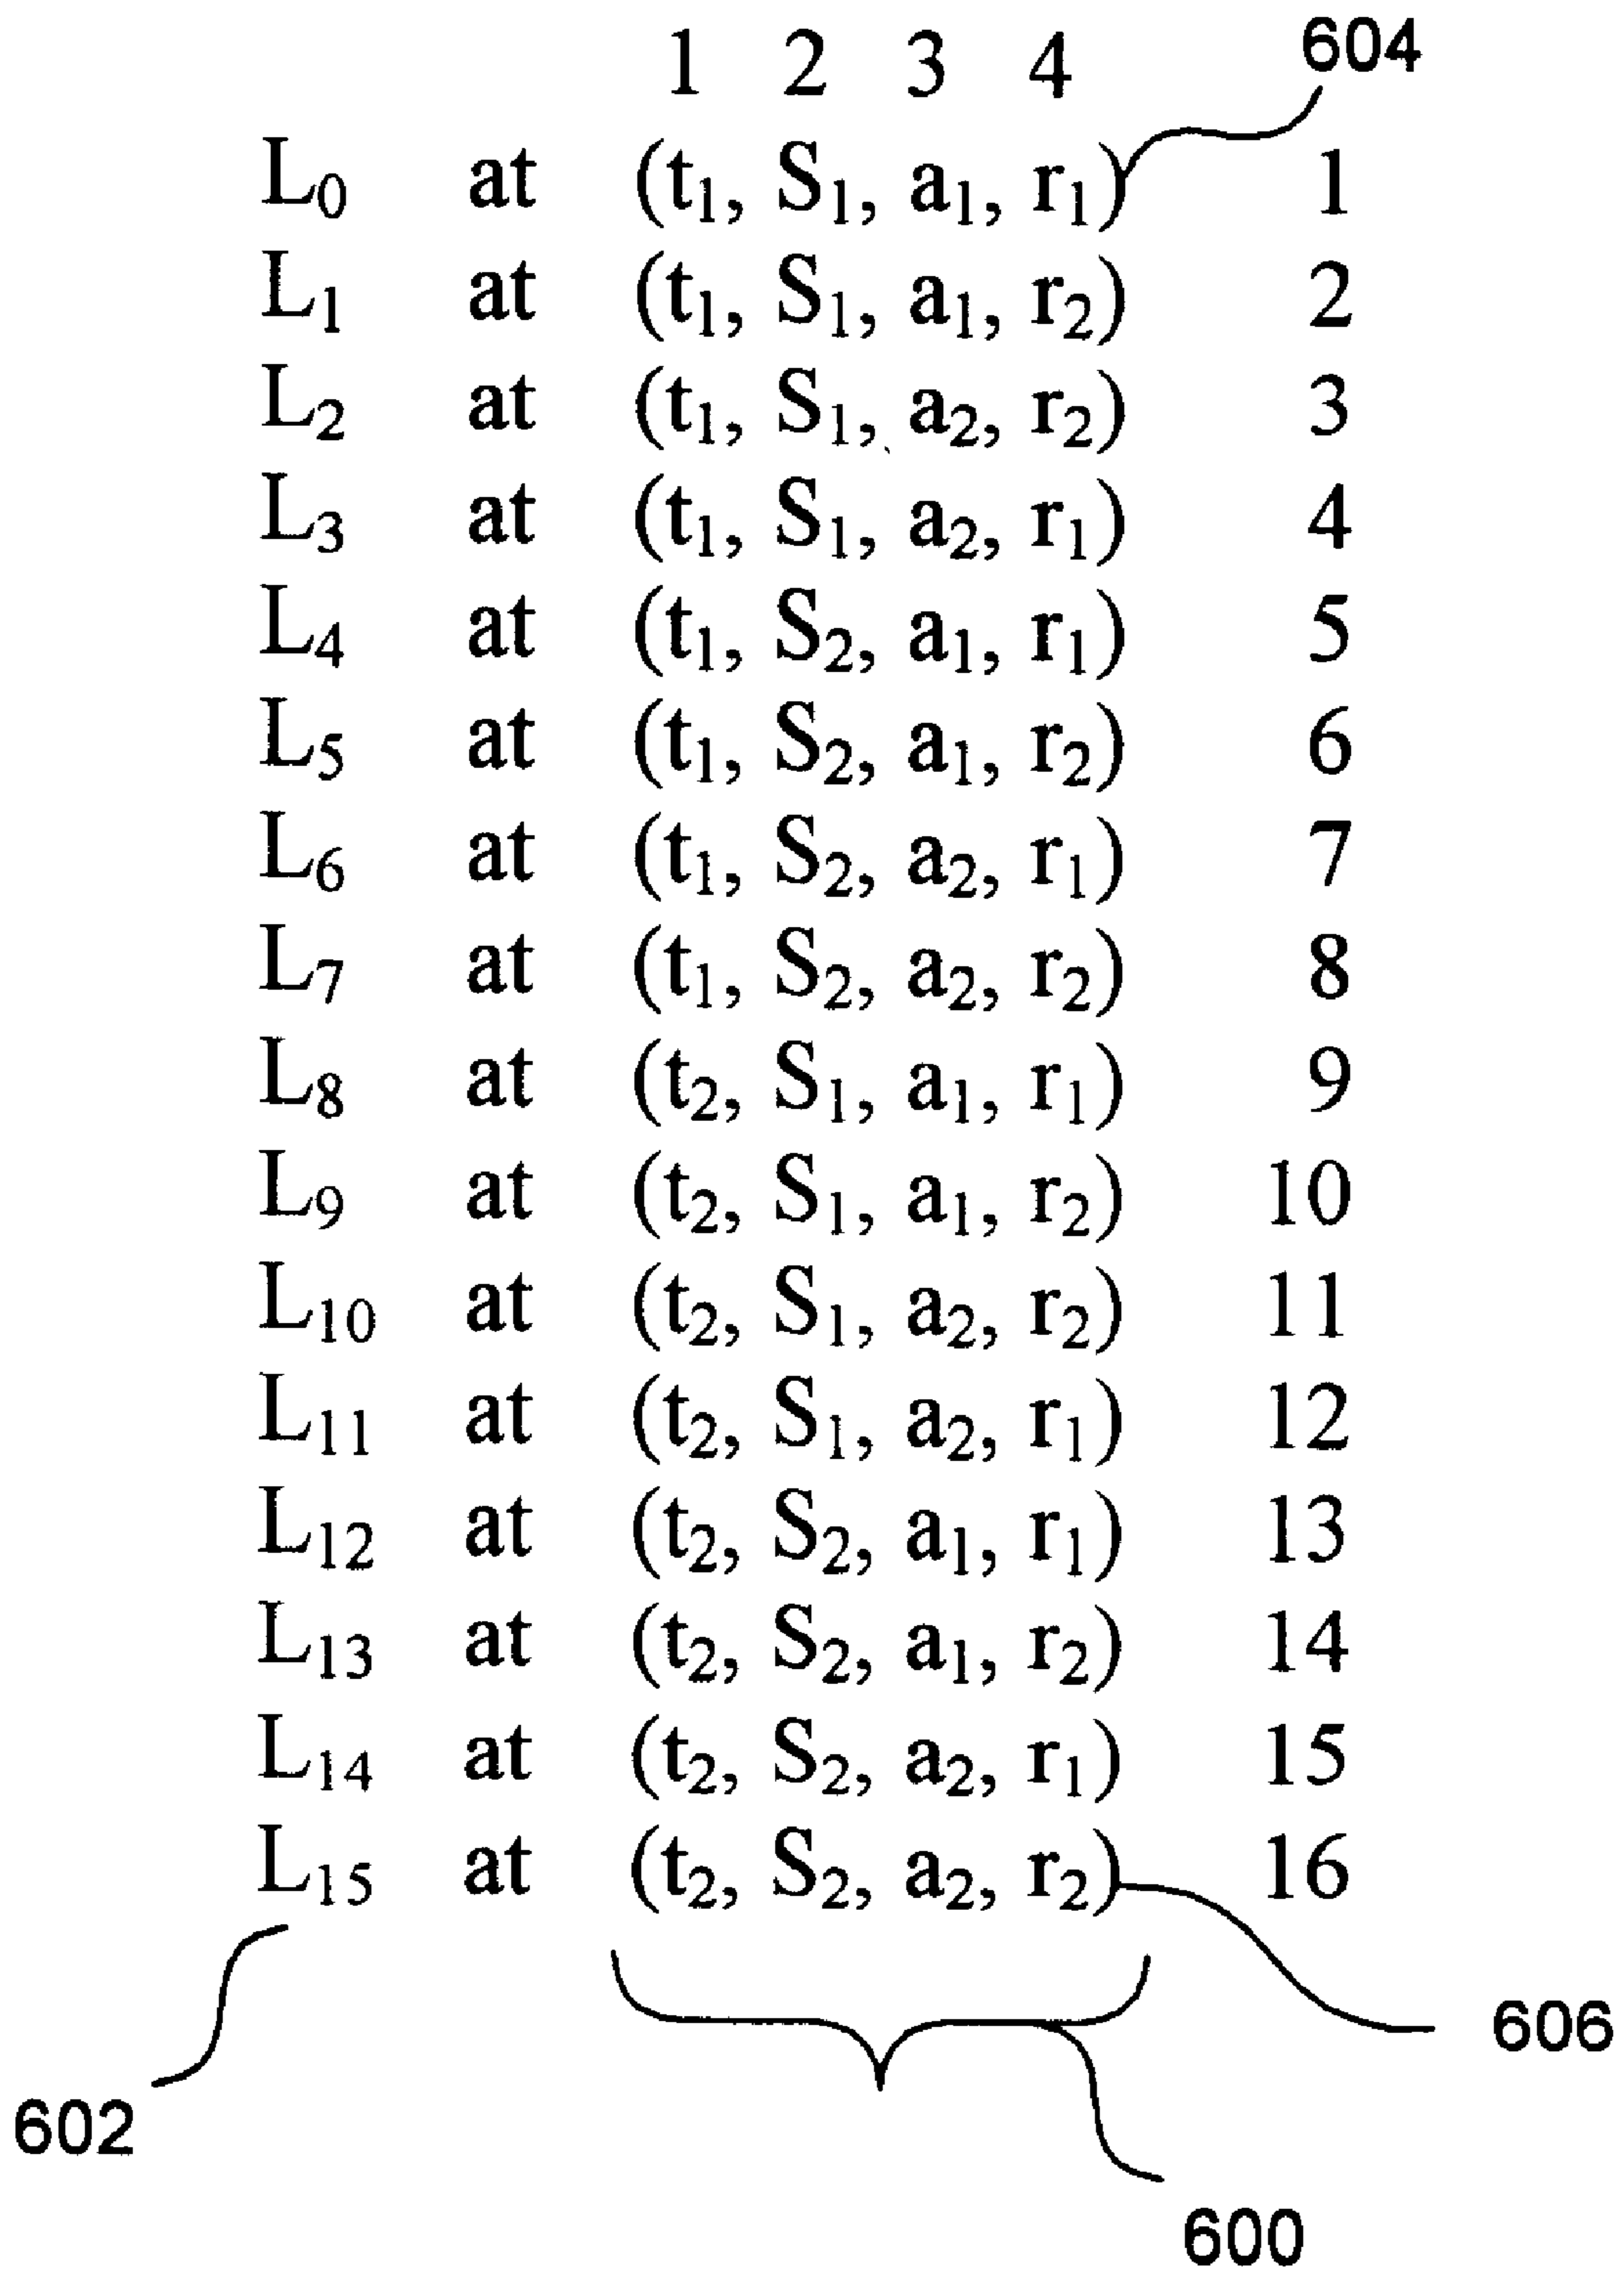 1 2 3 4 604
L₀ at (t₁, S₁, a₁, r₁) 1
L₁ at (t₁, S₁, a₁, r₂) 2
L₂ at (t₁, S₁, a₂, r₂) 3
L₃ at (t₁, S₁, a₂, r₁) 4
L₄ at (t₁, S₂, a₁, r₁) 5
L₅ at (t₁, S₂, a₁, r₂) 6
L₆ at (t₁, S₂, a₂, r₁) 7
L₇ at (t₁, S₂, a₂, r₂) 8
L₈ at (t₂, S₁, a₁, r₁) 9
L₉ at (t₂, S₁, a₁, r₂) 10
L₁₀ at (t₂, S₁, a₂, r₂) 11
L₁₁ at (t₂, S₁, a₂, r₁) 12
L₁₂ at (t₂, S₂, a₁, r₁) 13
L₁₃ at (t₂, S₂, a₁, r₂) 14
L₁₄ at (t₂, S₂, a₂, r₁) 15
L₁₅ at (t₂, S₂, a₂, r₂) 16
606
602
600